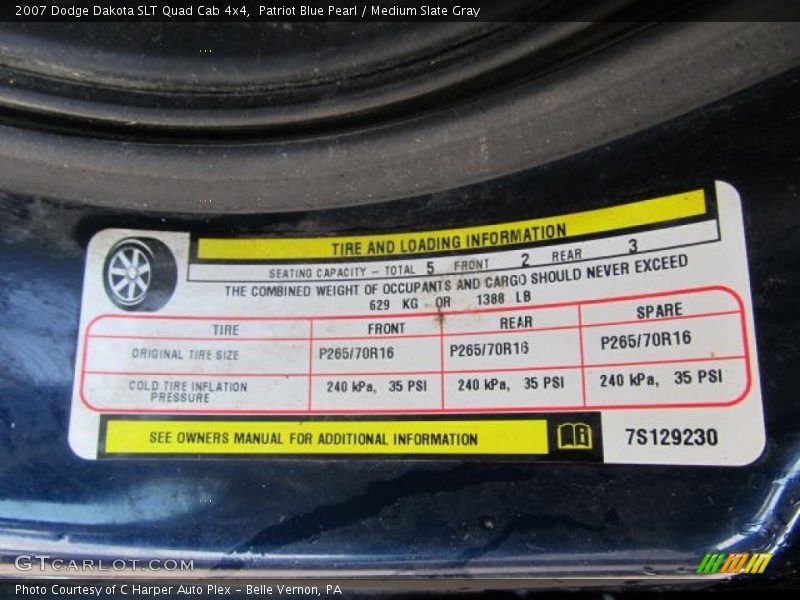 2007 Dodge Dakota SLT Quad Cab 4x4,  Patriot Blue Pearl / Medium Slate Gray
TIRE AND LOADING INFORMATION
SEATING CAPACITY - TOTAL 5 FRONT 2 REAR 3
THE COMBINED WEIGHT OF OCCUPANTS AND CARGO SHOULD NEVER EXCEED
629 KG OR 1388 LB
TIRE FRONT REAR SPARE
ORIGINAL TIRE SIZE P265/70R16 P265/70R16 P265/70R16
COLD TIRE INFLATION PRESSURE 240 kPa, 35 PSI 240 kPa, 35 PSI 240 kPa, 35 PSI
SEE OWNERS MANUAL FOR ADDITIONAL INFORMATION
7S129230
GTCARLOT.COM
Photo Courtesy of C Harper Auto Plex - Belle Vernon, PA